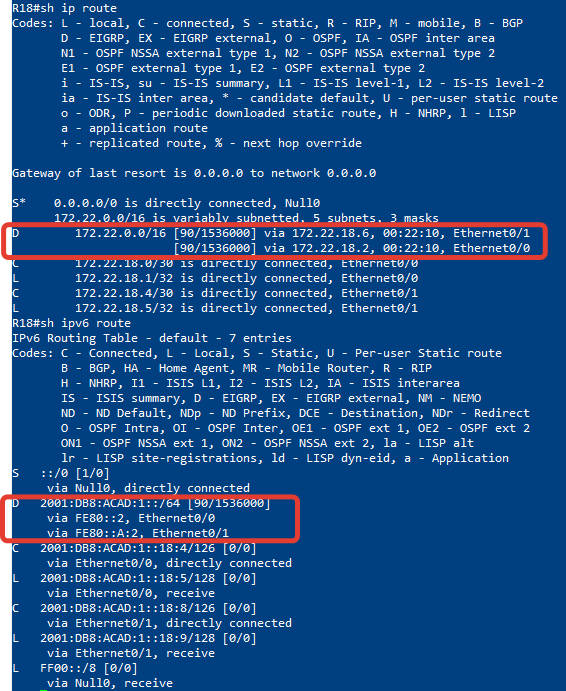 R18#sh ip route
Codes: L - local, C - connected, S - static, R - RIP, M - mobile, B - BGP
       D - EIGRP, EX - EIGRP external, O - OSPF, IA - OSPF inter area
       N1 - OSPF NSSA external type 1, N2 - OSPF NSSA external type 2
       E1 - OSPF external type 1, E2 - OSPF external type 2
       i - IS-IS, su - IS-IS summary, L1 - IS-IS level-1, L2 - IS-IS level-2
       ia - IS-IS inter area, * - candidate default, U - per-user static route
       o - ODR, P - periodic downloaded static route, H - NHRP, l - LISP
       a - application route
       + - replicated route, % - next hop override
Gateway of last resort is 0.0.0.0 to network 0.0.0.0
S*    0.0.0.0/0 is directly connected, Null0
      172.22.0.0/16 is variably subnetted, 5 subnets, 3 masks
D        172.22.0.0/16 [90/1536000] via 172.22.18.6, 00:22:10, Ethernet0/1
                       [90/1536000] via 172.22.18.2, 00:22:10, Ethernet0/0
C        172.22.18.0/30 is directly connected, Ethernet0/0
L        172.22.18.1/32 is directly connected, Ethernet0/0
C        172.22.18.4/30 is directly connected, Ethernet0/1
L        172.22.18.5/32 is directly connected, Ethernet0/1
R18#sh ipv6 route
IPv6 Routing Table - default - 7 entries
Codes: C - Connected, L - Local, S - Static, U - Per-user Static route
       B - BGP, HA - Home Agent, MR - Mobile Router, R - RIP
       H - NHRP, I1 - ISIS L1, I2 - ISIS L2, IA - ISIS interarea
       IS - ISIS summary, D - EIGRP, EX - EIGRP external, NM - NEMO
       ND - ND Default, NDp - ND Prefix, DCE - Destination, NDr - Redirect
       O - OSPF Intra, OI - OSPF Inter, OE1 - OSPF ext 1, OE2 - OSPF ext 2
       ON1 - OSPF NSSA ext 1, ON2 - OSPF NSSA ext 2, la - LISP alt
       lr - LISP site-registrations, ld - LISP dyn-eid, a - Application
S   ::/0 [1/0]
     via Null0, directly connected
D   2001:DB8:ACAD:1::/64 [90/1536000]
     via FE80::2, Ethernet0/0
     via FE80::A:2, Ethernet0/1
C   2001:DB8:ACAD:1::18:4/126 [0/0]
     via Ethernet0/0, directly connected
L   2001:DB8:ACAD:1::18:5/128 [0/0]
     via Ethernet0/0, receive
C   2001:DB8:ACAD:1::18:8/126 [0/0]
     via Ethernet0/1, directly connected
L   2001:DB8:ACAD:1::18:9/128 [0/0]
     via Ethernet0/1, receive
L   FF00::/8 [0/0]
     via Null0, receive